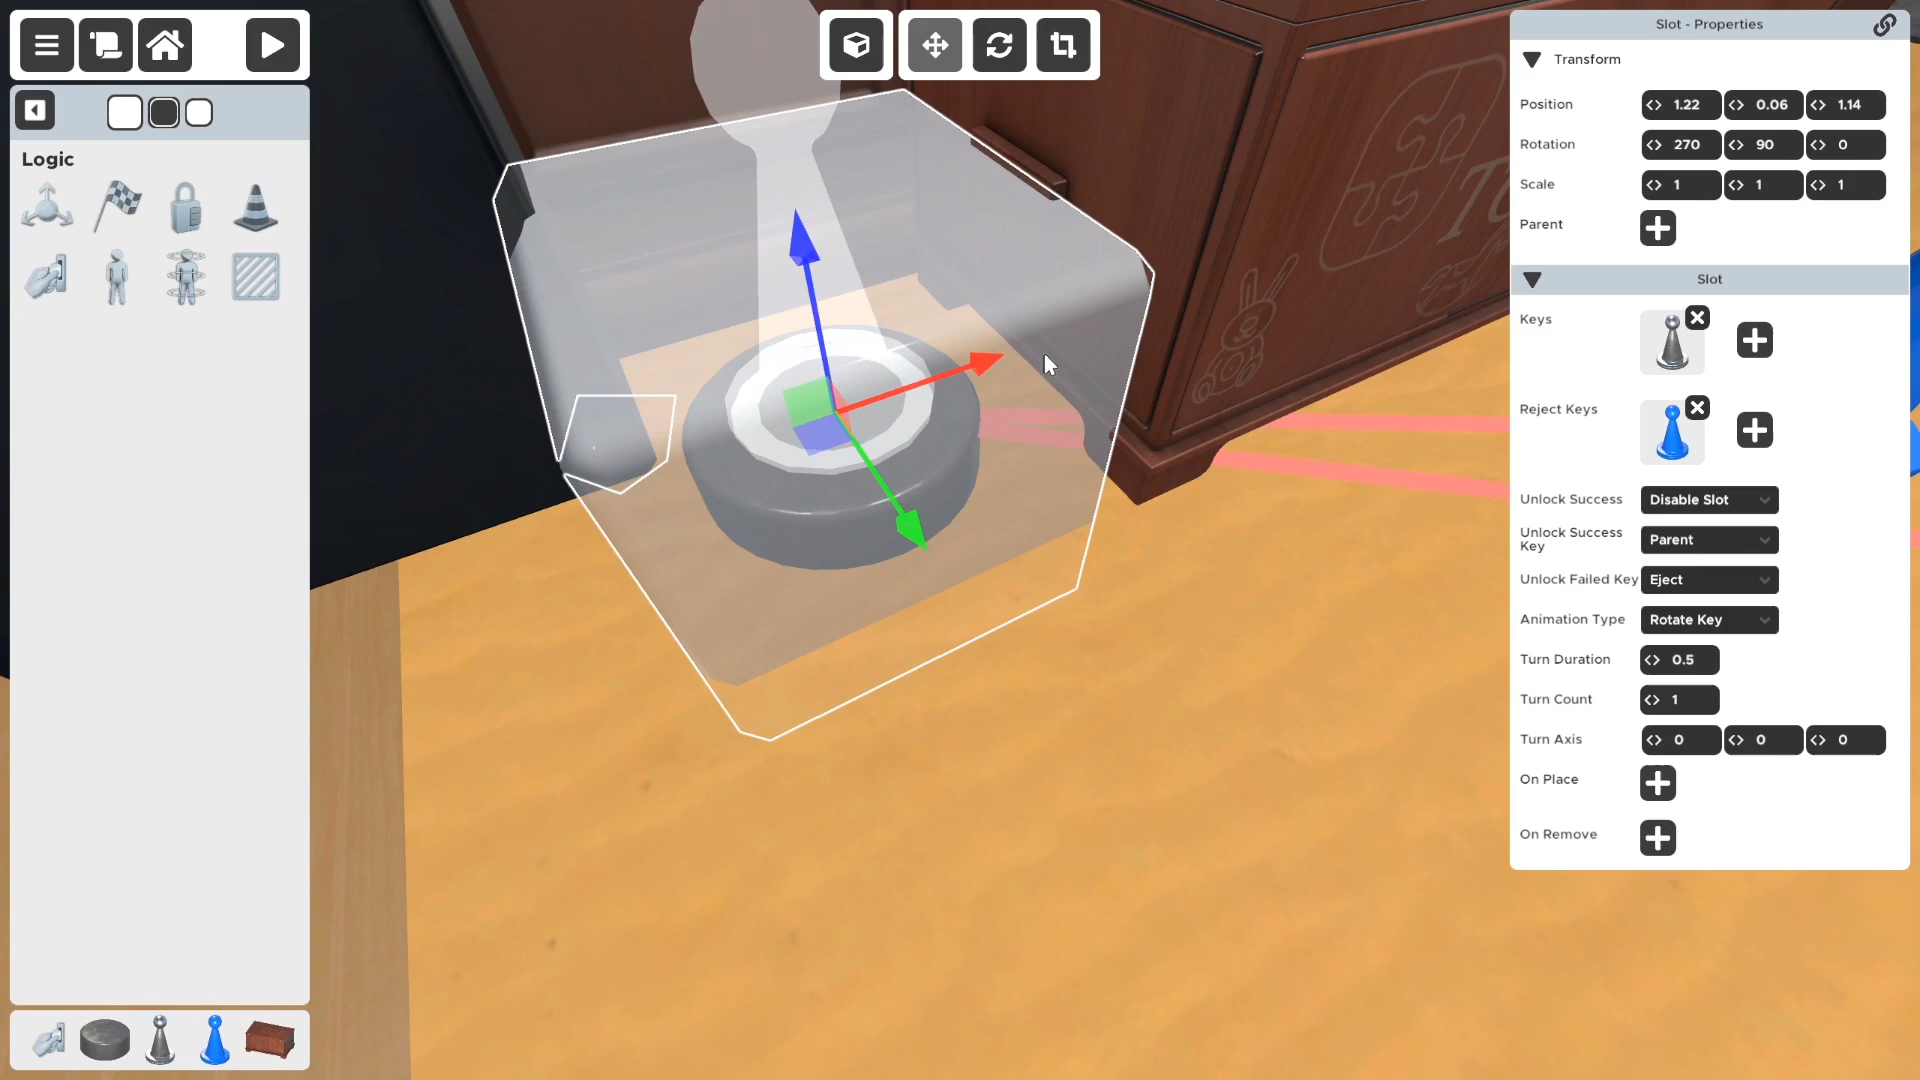 Slot - Properties
Transform
Position 1.22 0.06 1.14
Rotation 270 90 0
Scale 1 1 1
Parent
Slot
Keys
Reject Keys
Unlock Success Disable Slot
Unlock Success Key Parent
Unlock Failed Key Eject
Animation Type Rotate Key
Turn Duration 0.5
Turn Count 1
Turn Axis 0 0 0
On Place
On Remove
Logic